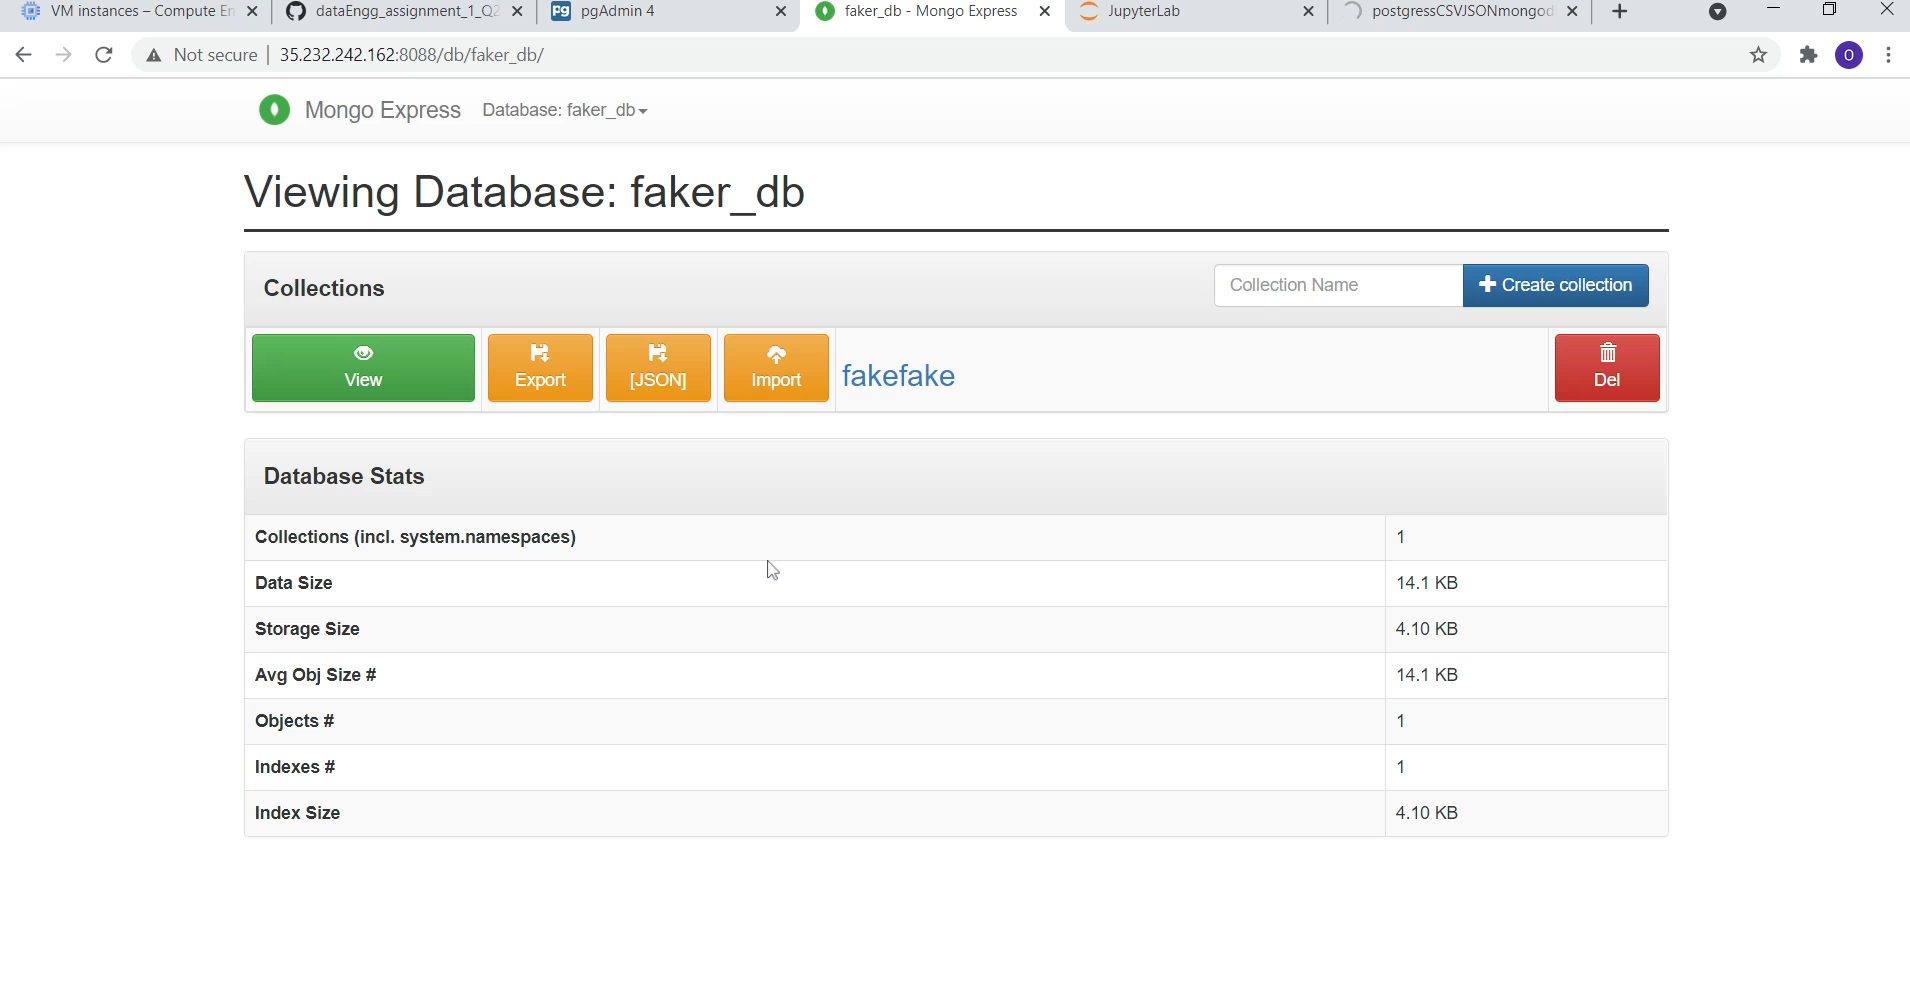 VM instances – Compute En
dataEngg_assignment_1_Q2
Pg pgAdmin 4
faker_db - Mongo Express
JupyterLab
postgressCSVJSONmongod
Not secure | 35.232.242.162:8088/db/faker_db/
O
Mongo Express Database: faker_db
Viewing Database: faker_db
Collections
Collection Name
Create collection
View
Export
[JSON]
Import
fakefake
Del
Database Stats
Collections (incl. system.namespaces) 1
Data Size 14.1 KB
Storage Size 4.10 KB
Avg Obj Size # 14.1 KB
Objects # 1
Indexes # 1
Index Size 4.10 KB